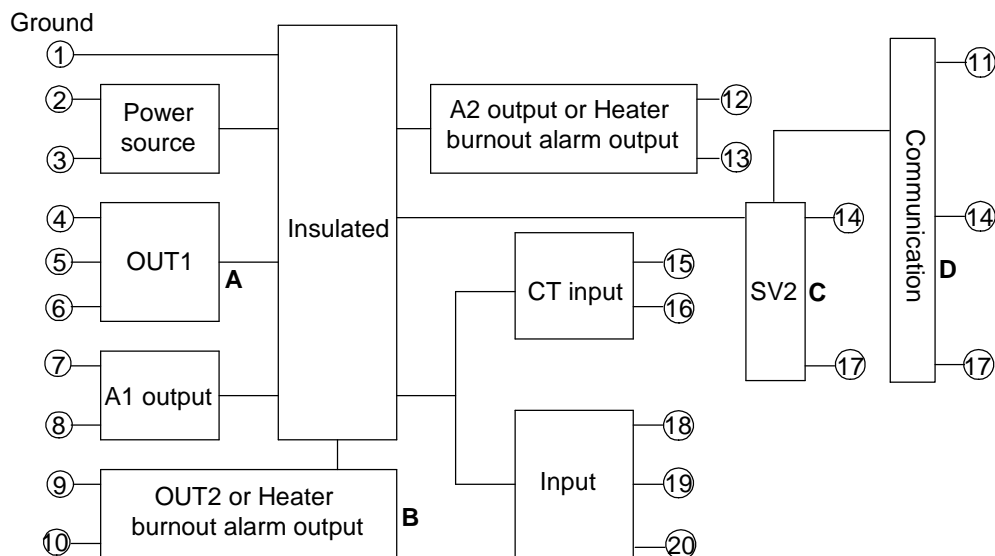 Ground
1
2
3
Power
source
4
5
6
OUT1
A
7
8
A1 output
9
10
OUT2 or Heater
burnout alarm output
B
Insulated
A2 output or Heater
burnout alarm output
12
13
CT input
15
16
Input
18
19
20
SV2
C
14
17
Communication
D
11
14
17